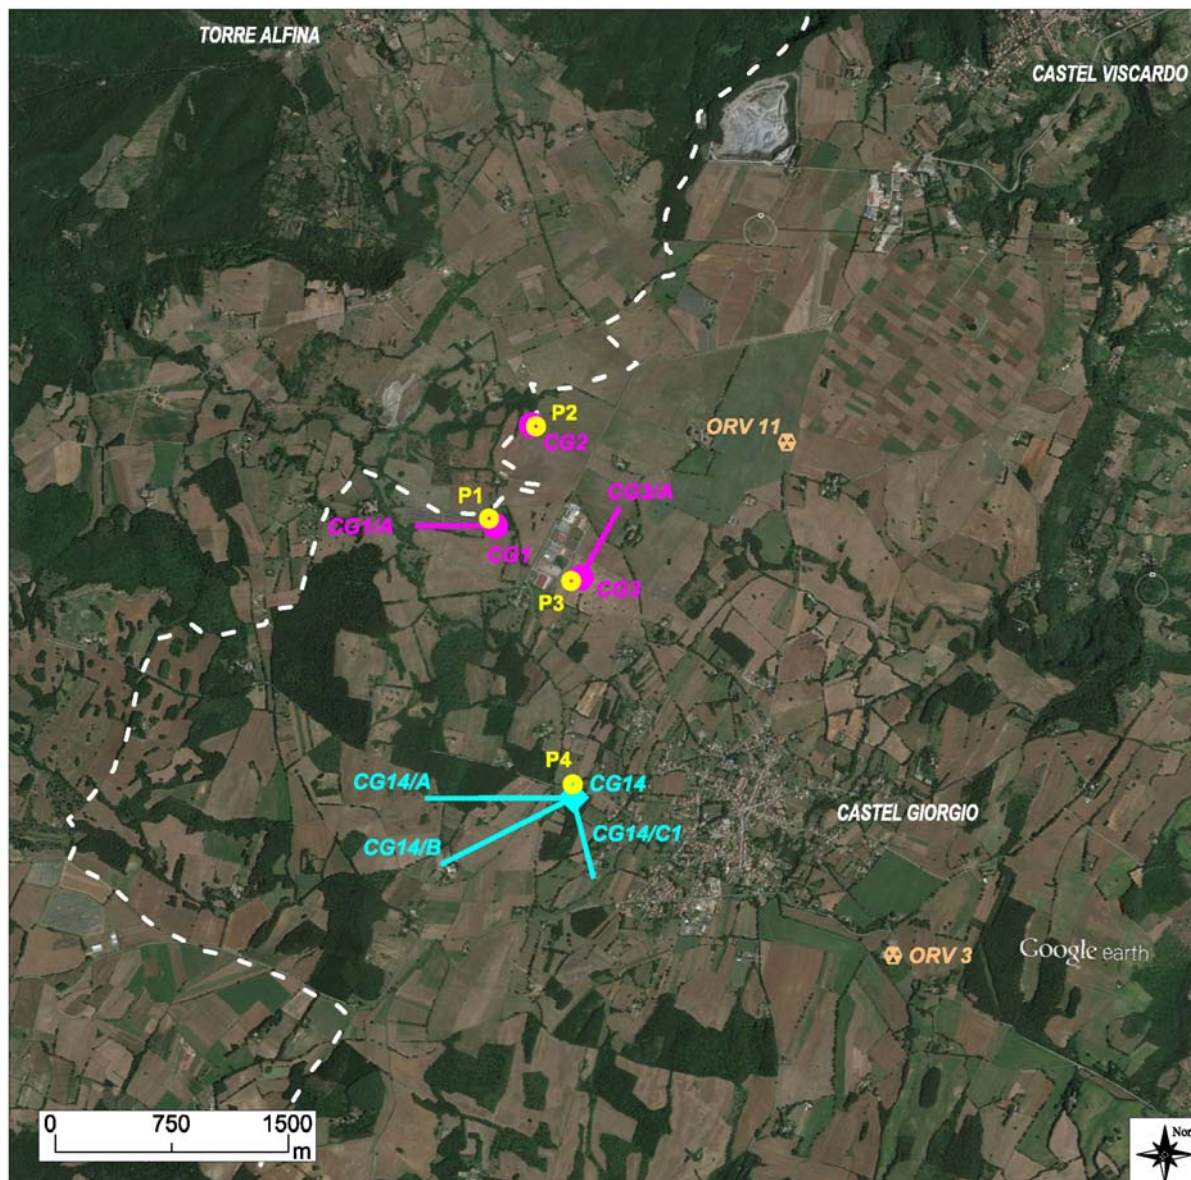 TORRE ALFINA
CASTEL VISCARDO
P2
ORV 11
CG2
CG3/A
P1
CG1/A
CG1
CG3
P3
P4
CG14/A
CG14
CASTEL GIORGIO
CG14/C1
CG14/B
Google earth
ORV 3
0 750 1500
m
Nor